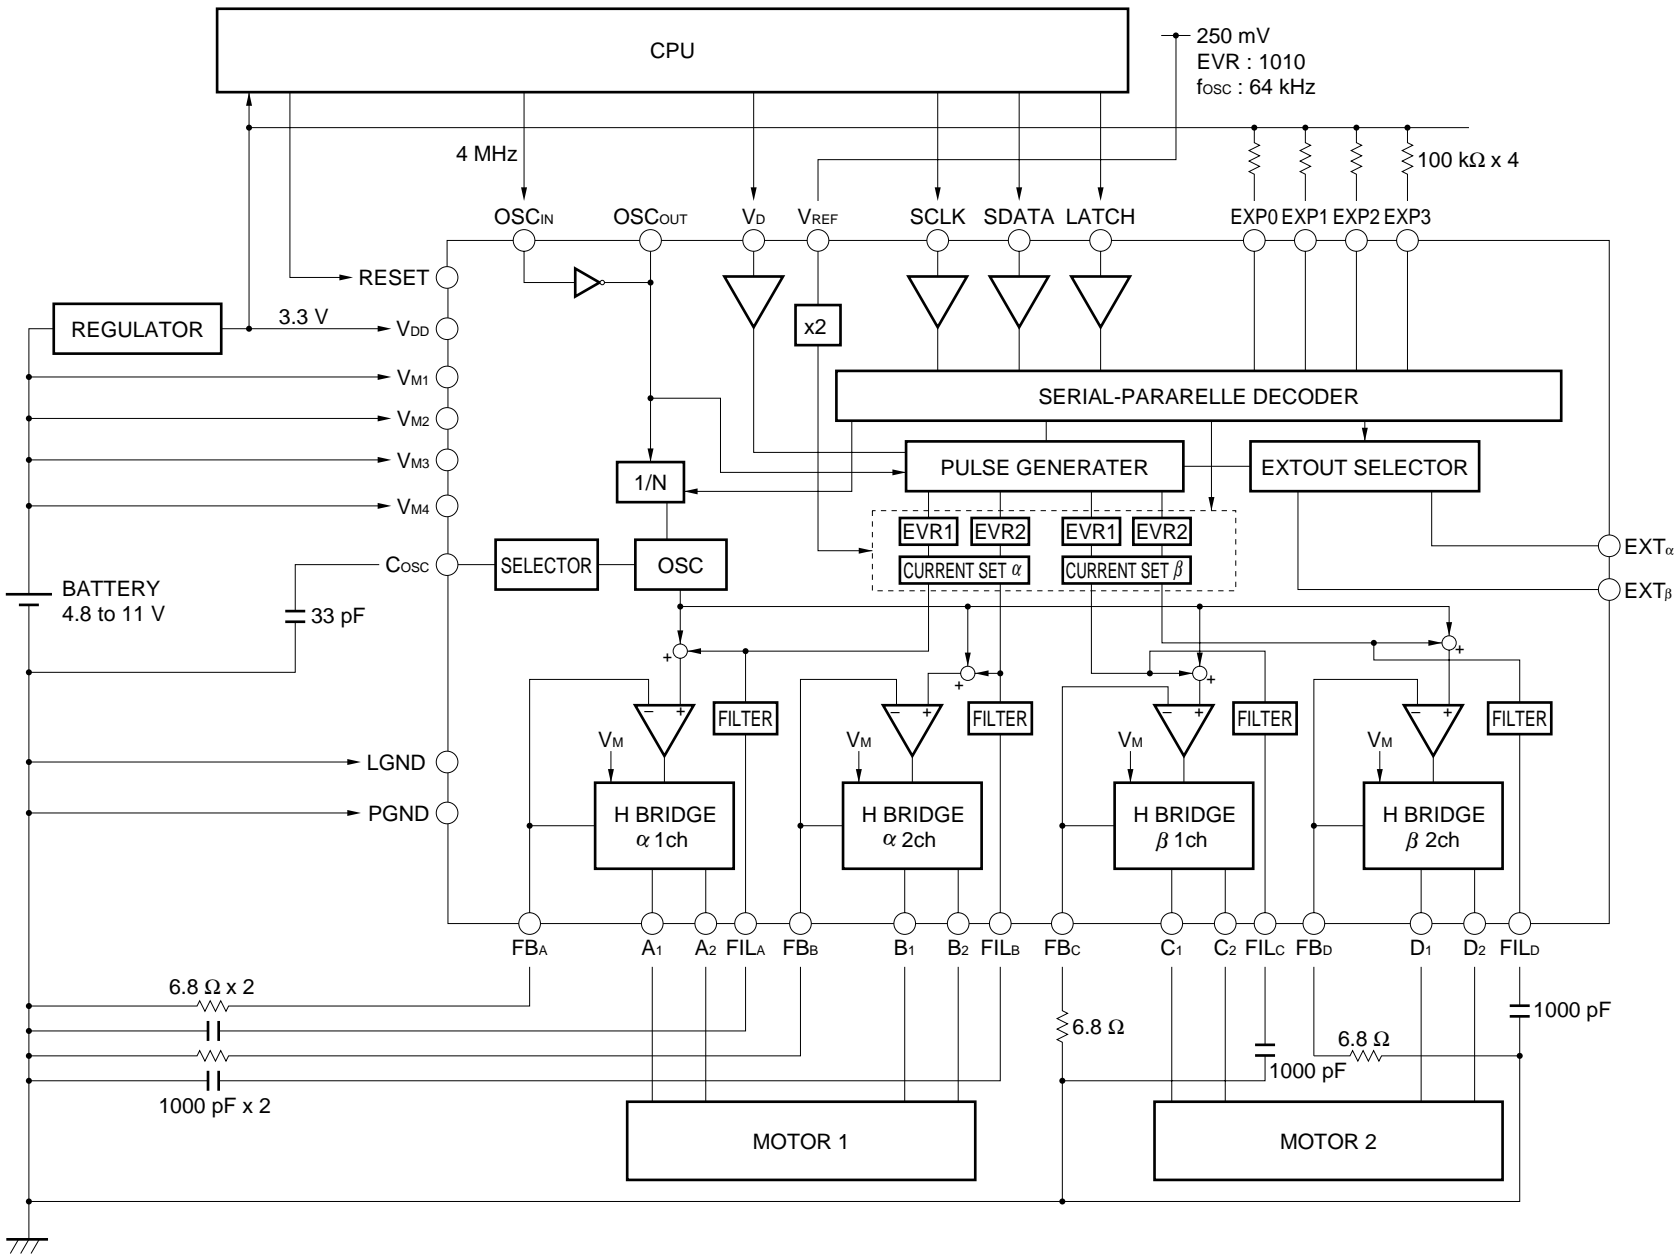 CPU
250 mV
EVR : 1010
fOSC : 64 kHz
4 MHz
100 kΩ x 4
OSCIN
OSCOUT
VD
VREF
SCLK
SDATA
LATCH
EXP0
EXP1
EXP2
EXP3
RESET
REGULATOR
3.3 V
VDD
x2
VM1
SERIAL-PARARELLE DECODER
VM2
VM3
PULSE GENERATER
EXTOUT SELECTOR
1/N
VM4
EVR1
EVR2
EVR1
EVR2
EXTα
COSC
SELECTOR
OSC
CURRENT SET α
CURRENT SET β
BATTERY
4.8 to 11 V
EXTβ
33 pF
+
+
+
+
− +
FILTER
− +
FILTER
− +
FILTER
− +
FILTER
VM
VM
VM
VM
LGND
PGND
H BRIDGE
α 1ch
H BRIDGE
α 2ch
H BRIDGE
β 1ch
H BRIDGE
β 2ch
FBA
A1
A2
FILA
FBB
B1
B2
FILB
FBC
C1
C2
FILC
FBD
D1
D2
FILD
6.8 Ω x 2
1000 pF
6.8 Ω
6.8 Ω
1000 pF
1000 pF x 2
MOTOR 1
MOTOR 2